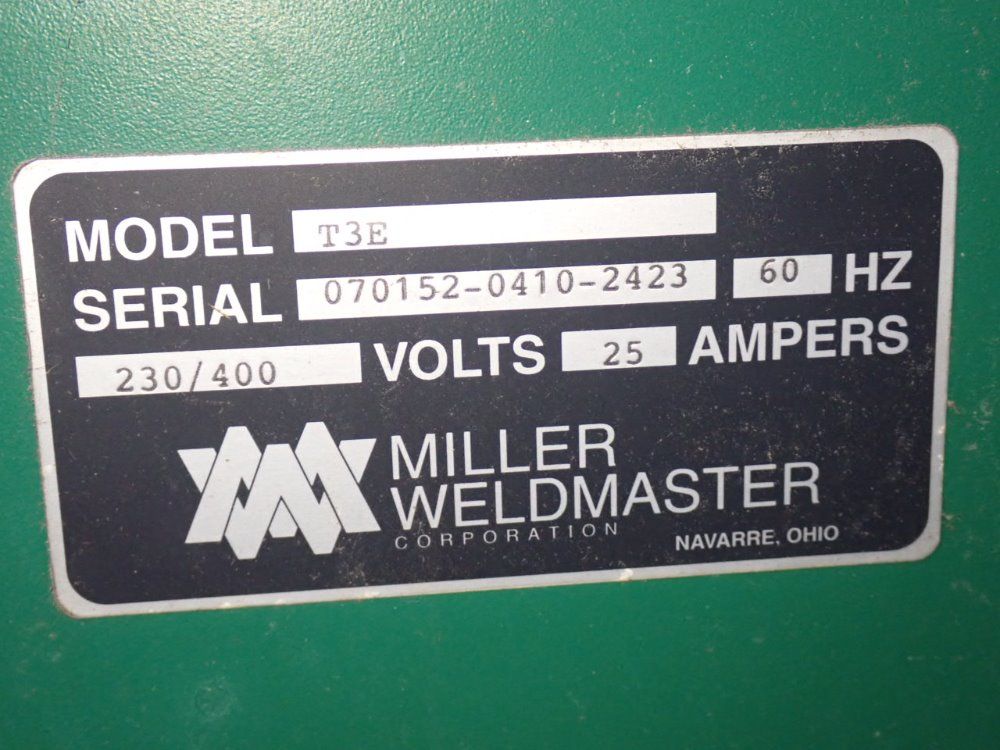 MODEL T3E
SERIAL 070152-0410-2423 60 HZ
230/400 VOLTS 25 AMPERS
MILLER
WELDMASTER
CORPORATION NAVARRE, OHIO